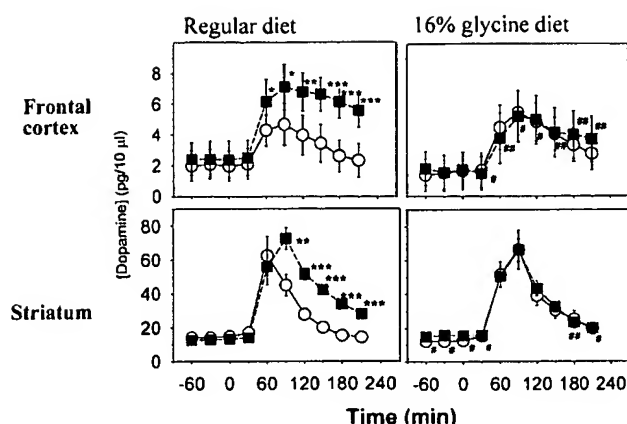 Regular diet
16% glycine diet
Frontal cortex
Striatum
[Dopamine] (pg/10 µl)
8
6
4
2
0
80
60
40
20
0
* * ** *** *** ***
# ## # # ## ## ##
** *** *** *** ***
# # # # ## #
-60 0 60 120 180 240
-60 0 60 120 180 240
Time (min)